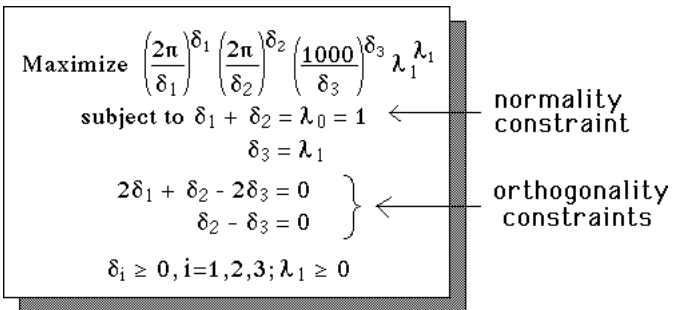 Maximize (2π/δ₁)^δ₁ (2π/δ₂)^δ₂ (1000/δ₃)^δ₃ λ₁^λ₁
subject to δ₁ + δ₂ = λ₀ = 1
δ₃ = λ₁
normality
constraint
2δ₁ + δ₂ - 2δ₃ = 0
δ₂ - δ₃ = 0
orthogonality
constraints
δᵢ ≥ 0, i=1,2,3; λ₁ ≥ 0